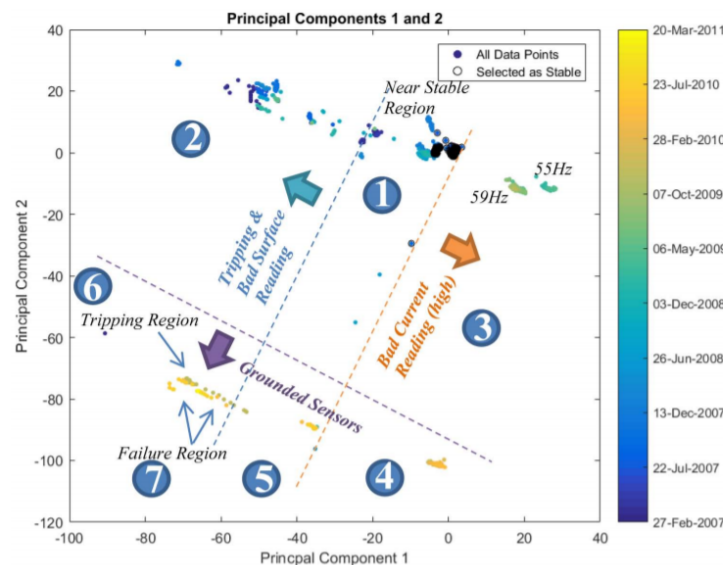 Principal Components 1 and 2
All Data Points
Selected as Stable
Near Stable
Region
55Hz
59Hz
Tripping &
Bad Surface
Reading
Bad Current
Reading (high)
Grounded Sensors
Tripping Region
Failure Region
1
2
3
4
5
6
7
Principal Component 2
40
20
0
-20
-40
-60
-80
-100
-120
-100
-80
-60
-40
-20
0
20
40
Princpal Component 1
20-Mar-2011
23-Jul-2010
28-Feb-2010
07-Oct-2009
06-May-2009
03-Dec-2008
26-Jun-2008
13-Dec-2007
22-Jul-2007
27-Feb-2007